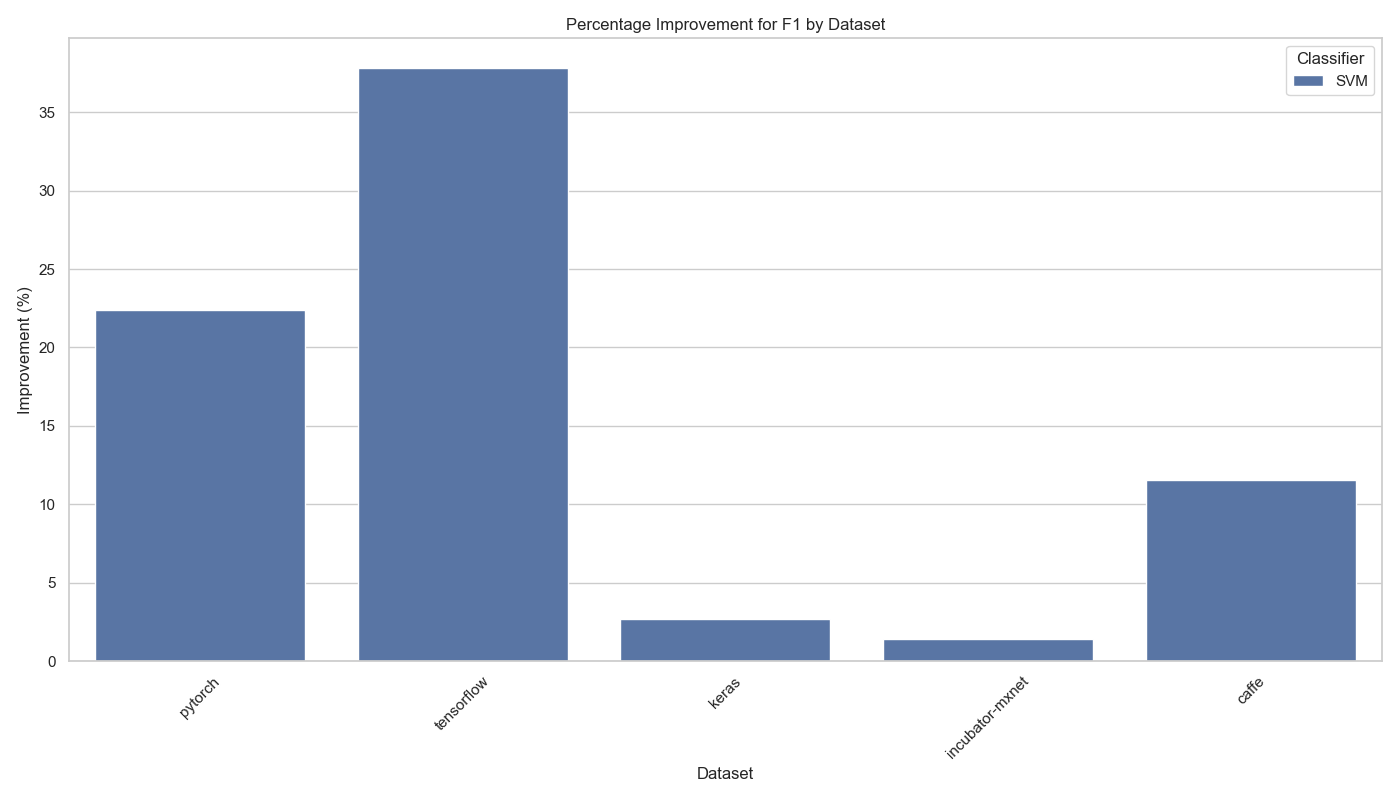 Percentage Improvement for F1 by Dataset
Classifier
SVM
Improvement (%)
35
30
25
20
15
10
5
0
pytorch
tensorflow
keras
incubator-mxnet
caffe
Dataset